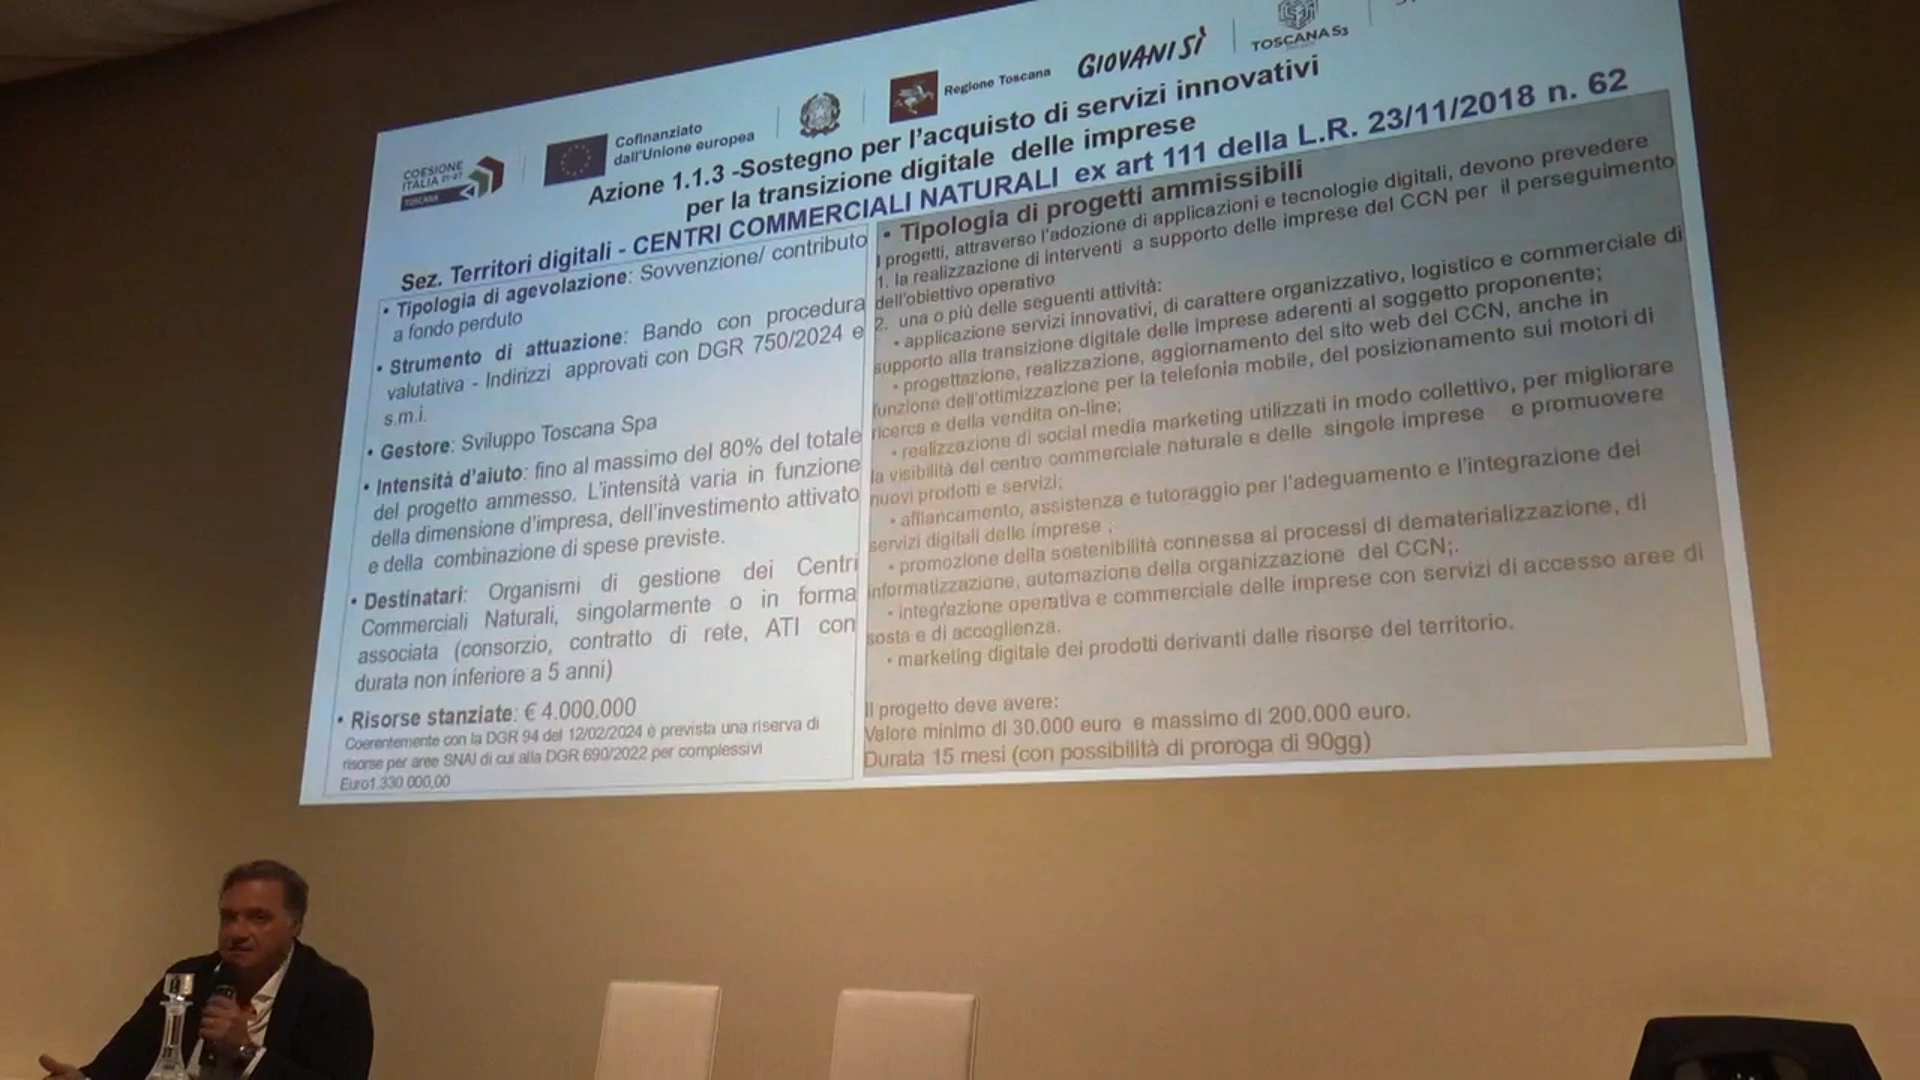 COESIONE
ITALIA 21-27
TOSCANA
Cofinanziato
dall'Unione europea
Regione Toscana
GIOVANISÌ
TOSCANA S3
Azione 1.1.3 -Sostegno per l'acquisto di servizi innovativi
per la transizione digitale delle imprese
Sez. Territori digitali - CENTRI COMMERCIALI NATURALI ex art 111 della L.R. 23/11/2018 n. 62
• Tipologia di agevolazione: Sovvenzione/ contributo
a fondo perduto
• Strumento di attuazione: Bando con procedura
valutativa - Indirizzi approvati con DGR 750/2024 e
s.m.i.
• Gestore: Sviluppo Toscana Spa
• Intensità d'aiuto: fino al massimo del 80% del totale
del progetto ammesso. L'intensità varia in funzione
della dimensione d'impresa, dell'investimento attivato
e della combinazione di spese previste.
• Destinatari: Organismi di gestione dei Centri
Commerciali Naturali, singolarmente o in forma
associata (consorzio, contratto di rete, ATI con
durata non inferiore a 5 anni)
• Risorse stanziate: € 4.000.000
Coerentemente con la DGR 94 del 12/02/2024 è prevista una riserva di
risorse per aree SNAI di cui alla DGR 690/2022 per complessivi
Euro1.330 000,00
• Tipologia di progetti ammissibili
I progetti, attraverso l'adozione di applicazioni e tecnologie digitali, devono prevedere
1. la realizzazione di interventi a supporto delle imprese del CCN per il perseguimento
dell'obiettivo operativo
2. una o più delle seguenti attività:
• applicazione servizi innovativi, di carattere organizzativo, logistico e commerciale di
supporto alla transizione digitale delle imprese aderenti al soggetto proponente;
• progettazione, realizzazione, aggiornamento del sito web del CCN, anche in
funzione dell'ottimizzazione per la telefonia mobile, del posizionamento sui motori di
ricerca e della vendita on-line;
• realizzazione di social media marketing utilizzati in modo collettivo, per migliorare
la visibilità del centro commerciale naturale e delle singole imprese e promuovere
nuovi prodotti e servizi;
• affiancamento, assistenza e tutoraggio per l'adeguamento e l'integrazione dei
servizi digitali delle imprese ;
• promozione della sostenibilità connessa ai processi di dematerializzazione, di
informatizzazione, automazione della organizzazione del CCN;.
• integrazione operativa e commerciale delle imprese con servizi di accesso aree di
sosta e di accoglienza.
• marketing digitale dei prodotti derivanti dalle risorse del territorio.
Il progetto deve avere:
Valore minimo di 30.000 euro e massimo di 200.000 euro.
Durata 15 mesi (con possibilità di proroga di 90gg)